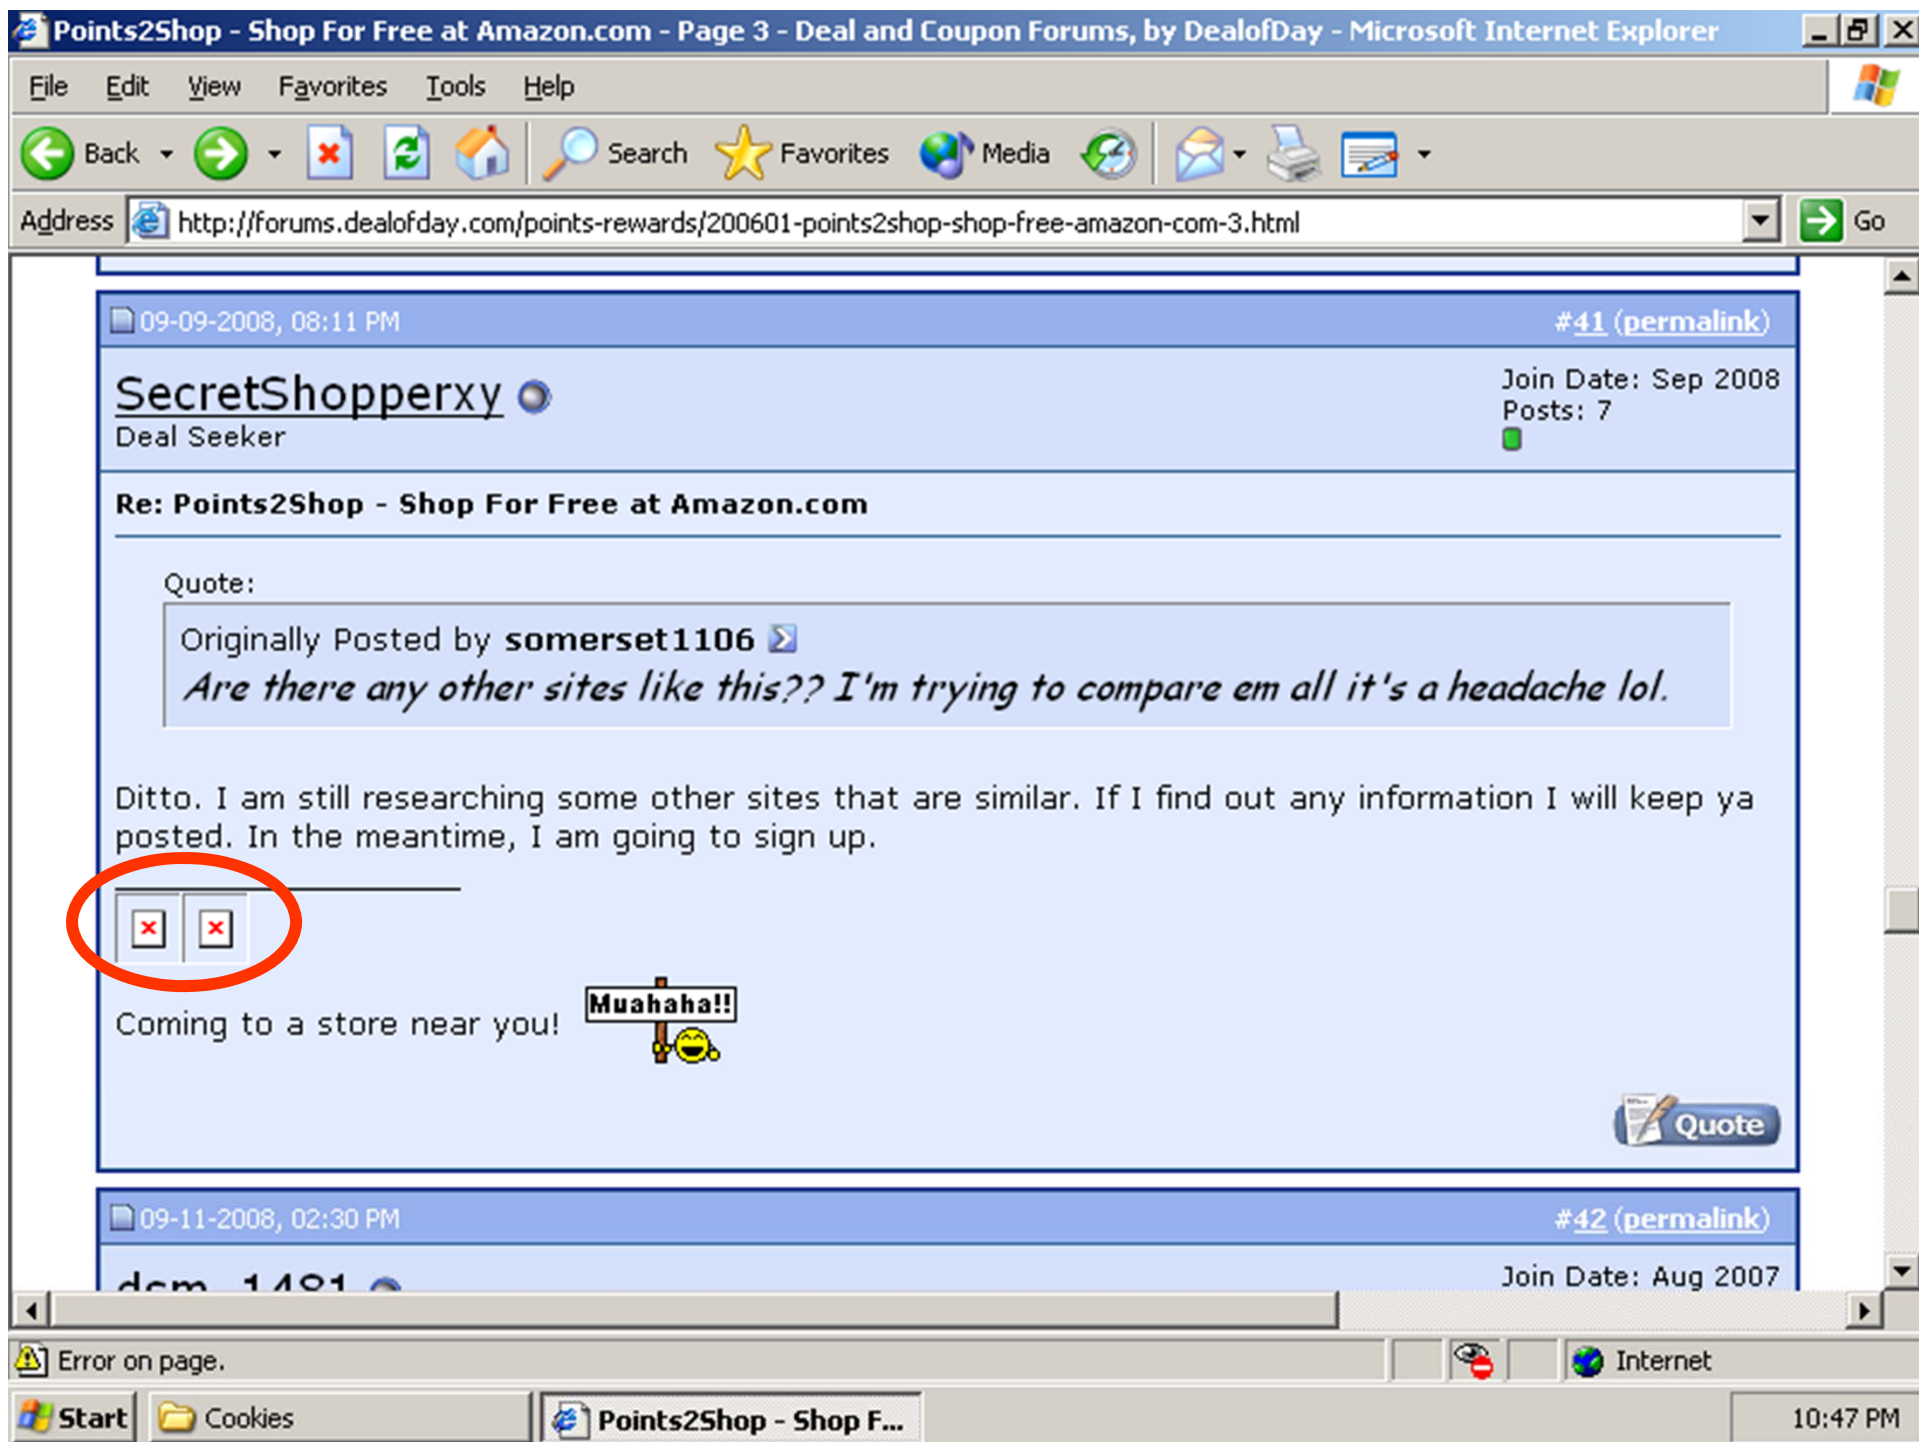 Points2Shop - Shop For Free at Amazon.com - Page 3 - Deal and Coupon Forums, by DealofDay - Microsoft Internet Explorer
File Edit View Favorites Tools Help
Back Search Favorites Media
Address http://forums.dealofday.com/points-rewards/200601-points2shop-shop-free-amazon-com-3.html Go
09-09-2008, 08:11 PM #41 (permalink)
SecretShopperxy
Deal Seeker
Join Date: Sep 2008
Posts: 7
Re: Points2Shop - Shop For Free at Amazon.com
Quote:
Originally Posted by somerset1106
Are there any other sites like this?? I'm trying to compare em all it's a headache lol.
Ditto. I am still researching some other sites that are similar. If I find out any information I will keep ya
posted. In the meantime, I am going to sign up.
Coming to a store near you!
Muahaha!!
Quote
09-11-2008, 02:30 PM #42 (permalink)
Join Date: Aug 2007
Error on page. Internet
Start Cookies Points2Shop - Shop F... 10:47 PM